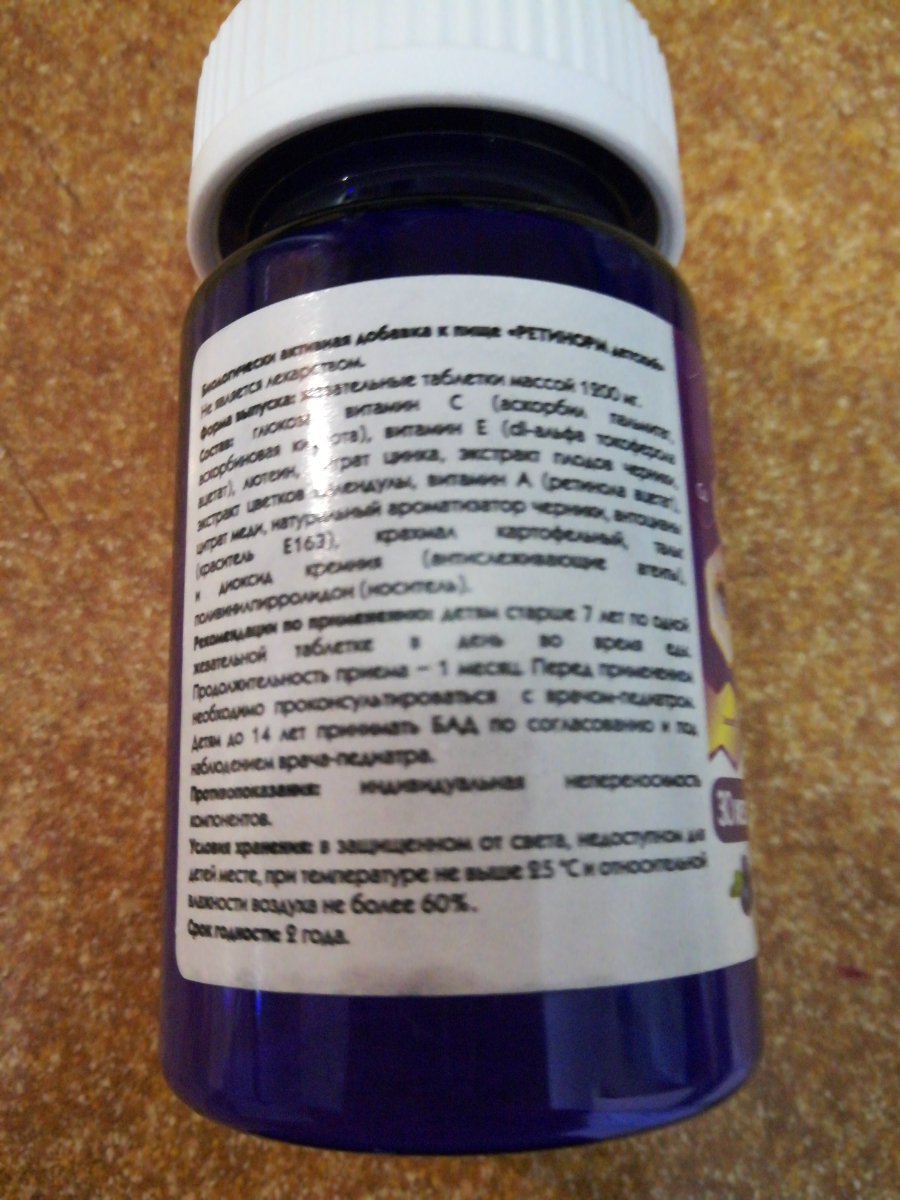 Биологически активная добавка к пище «РЕТИНОРМ детский»
Не является лекарством.
Форма выпуска: жевательные таблетки массой 1200 мг.
Состав: глюкоза, витамин С (аскорбил пальмитат,
аскорбиновая кислота), витамин Е (dl-альфа токоферола
ацетат), лютеин, цитрат цинка, экстракт плодов черники,
экстракт цветков календулы, витамин А (ретинола ацетат),
цитрат меди, натуральный ароматизатор черники, антоцианы
(краситель Е163), крахмал картофельный, тальк
и диоксид кремния (антислеживающие агенты),
поливинилпирролидон (носитель).
Рекомендации по применению: детям старше 7 лет по одной
жевательной таблетке в день во время еды.
Продолжительность приема – 1 месяц. Перед применением
необходимо проконсультироваться с врачом-педиатром.
Детям до 14 лет принимать БАД по согласованию и под
наблюдением врача-педиатра.
Противопоказания: индивидуальная непереносимость
компонентов.
Условия хранения: в защищенном от света, недоступном для
детей месте, при температуре не выше 25 °С и относительной
влажности воздуха не более 60%.
Срок годности: 2 года.
30